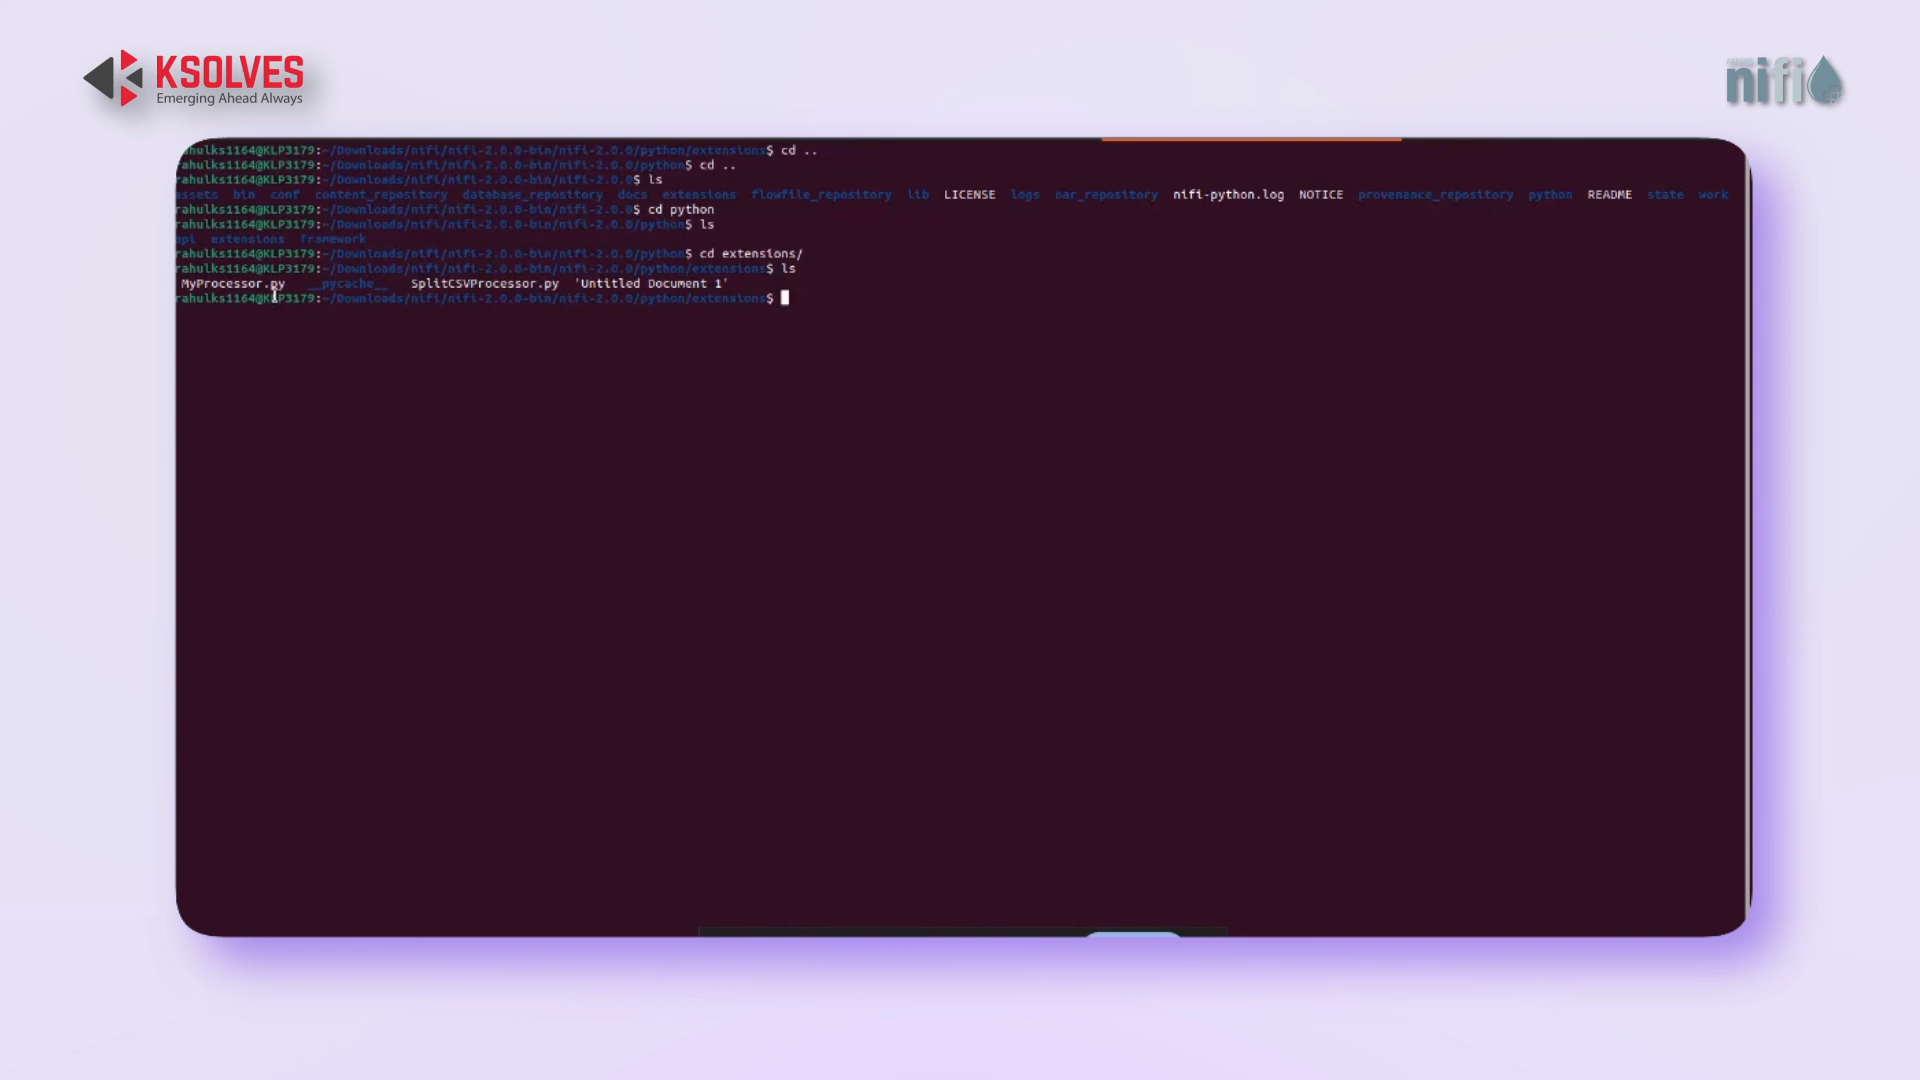 KSOLVES
Emerging Ahead Always
nifi
ahulks1164@KLP3179:~/Downloads/nifi/nifi-2.0.0-bin/nifi-2.0.0/python/extensions$ cd ..
rahulks1164@KLP3179:~/Downloads/nifi/nifi-2.0.0-bin/nifi-2.0.0/python$ cd ..
rahulks1164@KLP3179:~/Downloads/nifi/nifi-2.0.0-bin/nifi-2.0.0$ ls
assets bin conf content_repository database_repository docs extensions flowfile_repository lib LICENSE logs nar_repository nifi-python.log NOTICE provenance_repository python README state work
rahulks1164@KLP3179:~/Downloads/nifi/nifi-2.0.0-bin/nifi-2.0.0$ cd python
rahulks1164@KLP3179:~/Downloads/nifi/nifi-2.0.0-bin/nifi-2.0.0/python$ ls
api extensions framework
rahulks1164@KLP3179:~/Downloads/nifi/nifi-2.0.0-bin/nifi-2.0.0/python$ cd extensions/
rahulks1164@KLP3179:~/Downloads/nifi/nifi-2.0.0-bin/nifi-2.0.0/python/extensions$ ls
MyProcessor.py __pycache__ SplitCSVProcessor.py 'Untitled Document 1'
rahulks1164@KLP3179:~/Downloads/nifi/nifi-2.0.0-bin/nifi-2.0.0/python/extensions$